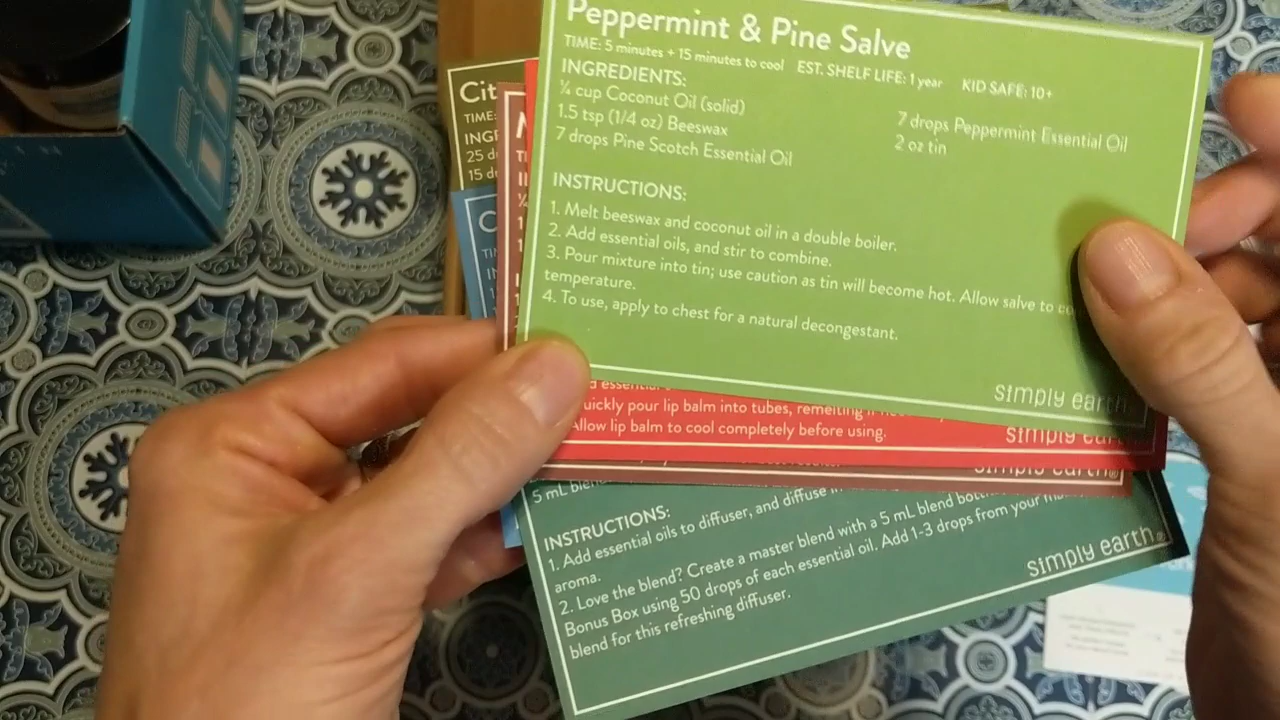 Peppermint & Pine Salve
TIME: 5 minutes + 15 minutes to cool EST. SHELF LIFE: 1 year KID SAFE: 10+
INGREDIENTS:
¼ cup Coconut Oil (solid)
1.5 tsp (1/4 oz) Beeswax
7 drops Pine Scotch Essential Oil
7 drops Peppermint Essential Oil
2 oz tin
INSTRUCTIONS:
1. Melt beeswax and coconut oil in a double boiler.
2. Add essential oils, and stir to combine.
3. Pour mixture into tin; use caution as tin will become hot. Allow salve to
temperature.
4. To use, apply to chest for a natural decongestant.
simply earth
Cit
TIME:
INGR
25 d
15 d
C
uickly pour lip balm into tubes, remelting
Allow lip balm to cool completely before using.
simply earth
simply earth®
5 mL blen
INSTRUCTIONS:
1. Add essential oils to diffuser, and diffuse
aroma.
2. Love the blend? Create a master blend with a 5 mL blend
Bonus Box using 50 drops of each essential oil. Add 1-3 drops from your
blend for this refreshing diffuser.
simply earth®